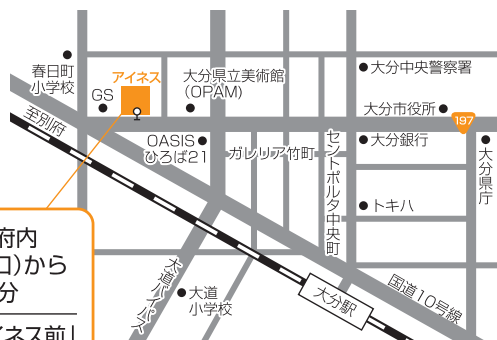 春日町
小学校
アイネス
GS
大分県立美術館
(OPAM)
大分中央警察署
大分市役所
197
至別府
OASIS
ひろば21
ガレリア竹町
セントポルタ中央町
大分銀行
大分県庁
トキハ
府内
口)から
分
イネス前」
大道バイパス
大道
小学校
大分駅
国道10号線